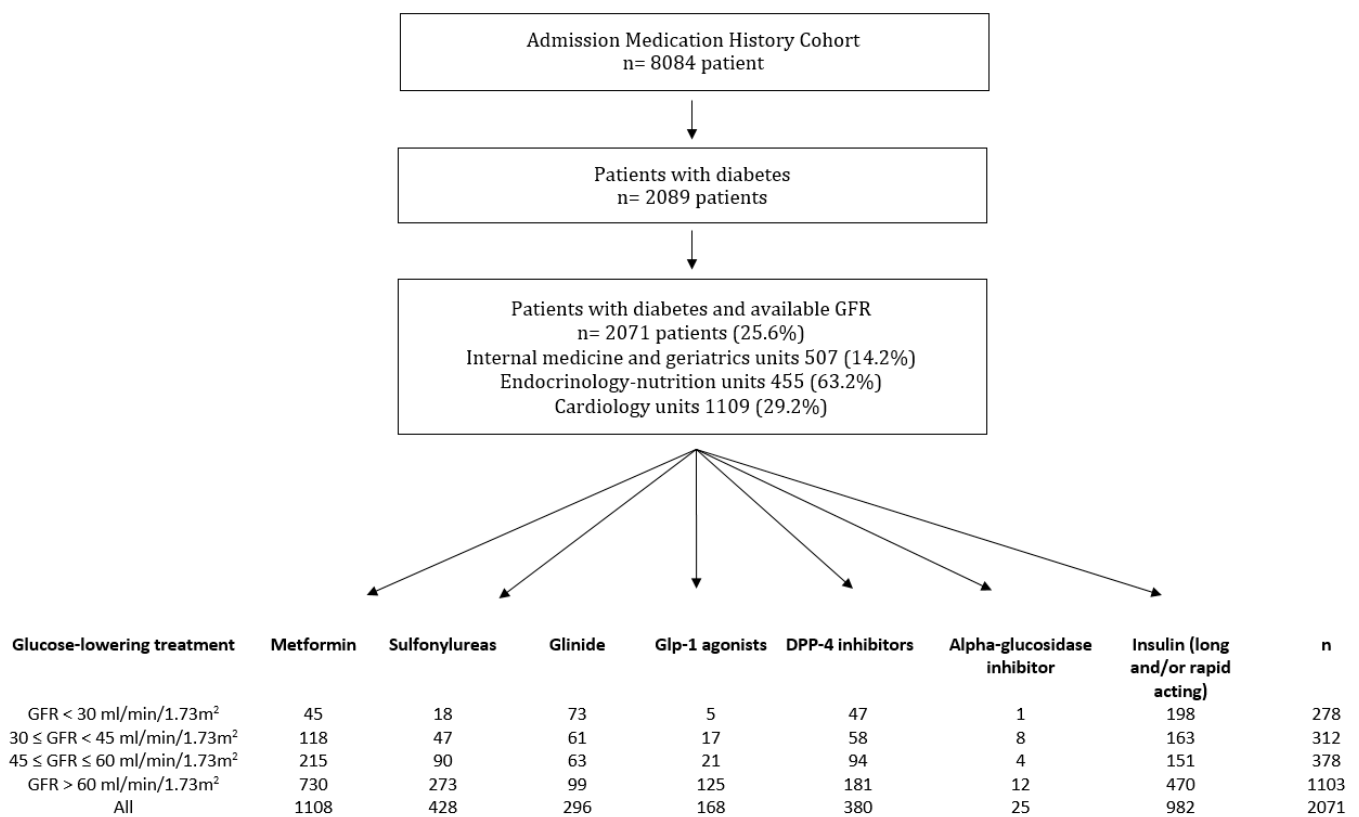 Admission Medication History Cohort
n= 8084 patient
Patients with diabetes
n= 2089 patients
Patients with diabetes and available GFR
n= 2071 patients (25.6%)
Internal medicine and geriatrics units 507 (14.2%)
Endocrinology-nutrition units 455 (63.2%)
Cardiology units 1109 (29.2%)
Glucose-lowering treatment Metformin Sulfonylureas Glinide Glp-1 agonists DPP-4 inhibitors Alpha-glucosidase inhibitor Insulin (long and/or rapid acting) n
GFR < 30 ml/min/1.73m² 45 18 73 5 47 1 198 278
30 ≤ GFR < 45 ml/min/1.73m² 118 47 61 17 58 8 163 312
45 ≤ GFR ≤ 60 ml/min/1.73m² 215 90 63 21 94 4 151 378
GFR > 60 ml/min/1.73m² 730 273 99 125 181 12 470 1103
All 1108 428 296 168 380 25 982 2071